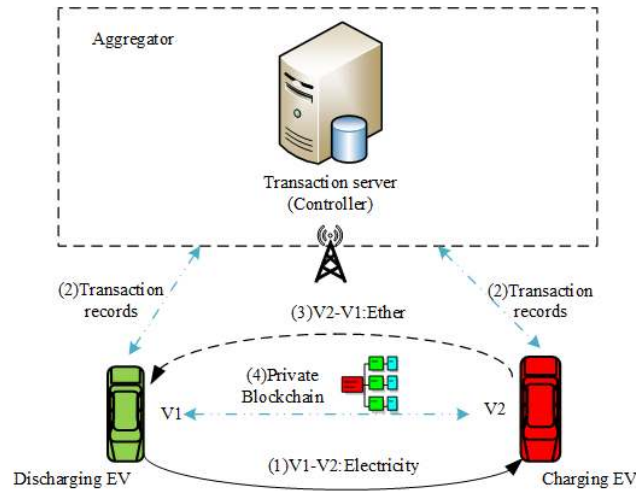 Aggregator
Transaction server
(Controller)
(2)Transaction
records
(2)Transaction
records
(3)V2-V1:Ether
(4)Private
Blockchain
V1
V2
(1)V1-V2:Electricity
Discharging EV
Charging EV